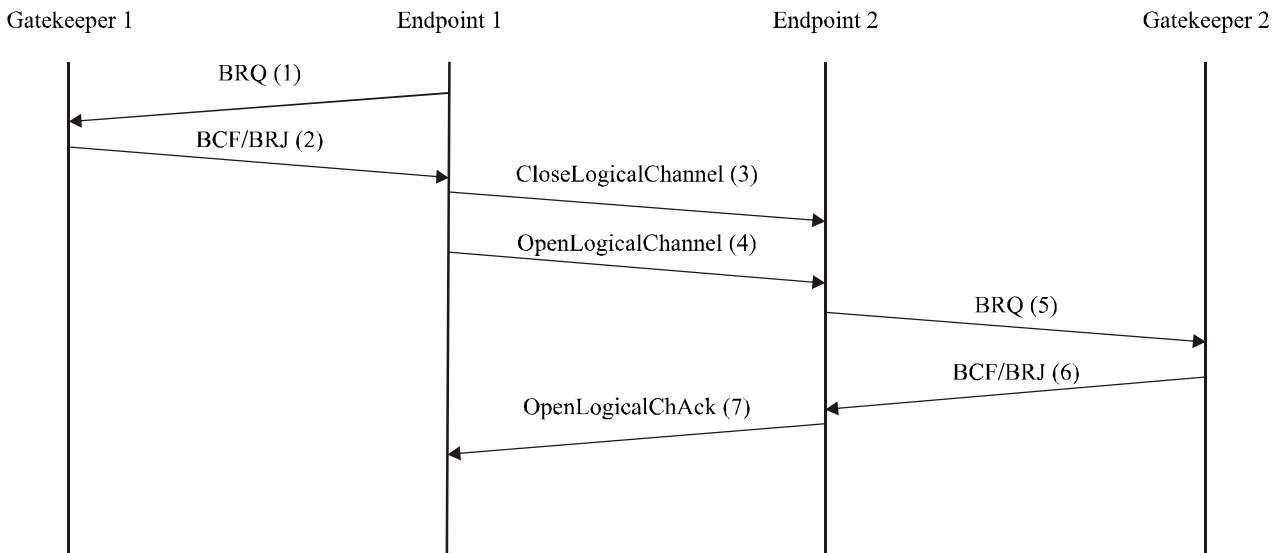 Gatekeeper 1 Endpoint 1 Endpoint 2 Gatekeeper 2
BRQ (1)
BCF/BRJ (2)
CloseLogicalChannel (3)
OpenLogicalChannel (4)
BRQ (5)
BCF/BRJ (6)
OpenLogicalChAck (7)